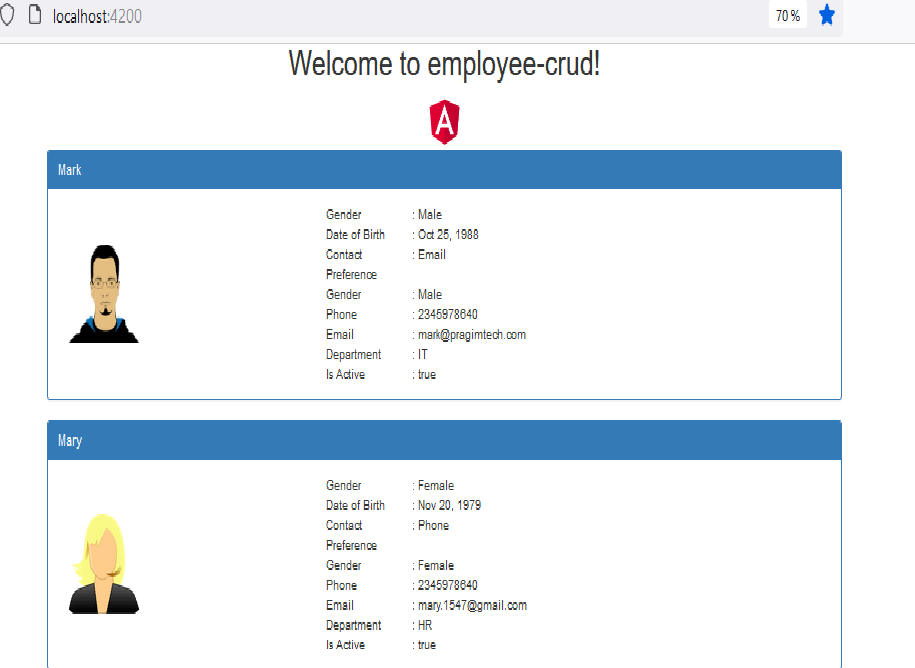 localhost:4200 70%
Welcome to employee-crud!
A
Mark
Gender : Male
Date of Birth : Oct 25, 1988
Contact : Email
Preference
Gender : Male
Phone : 2345978640
Email : mark@pragimtech.com
Department : IT
Is Active : true
Mary
Gender : Female
Date of Birth : Nov 20, 1979
Contact : Phone
Preference
Gender : Female
Phone : 2345978640
Email : mary.1547@gmail.com
Department : HR
Is Active : true